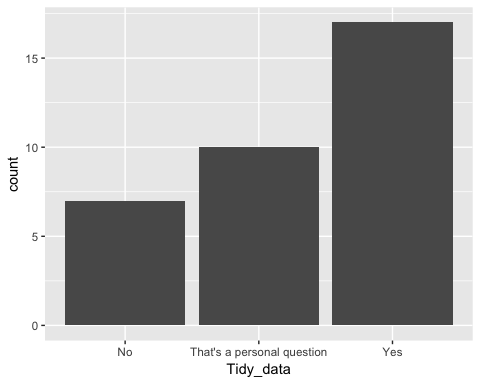 15
10
5
0
count
No
That's a personal question
Yes
Tidy_data